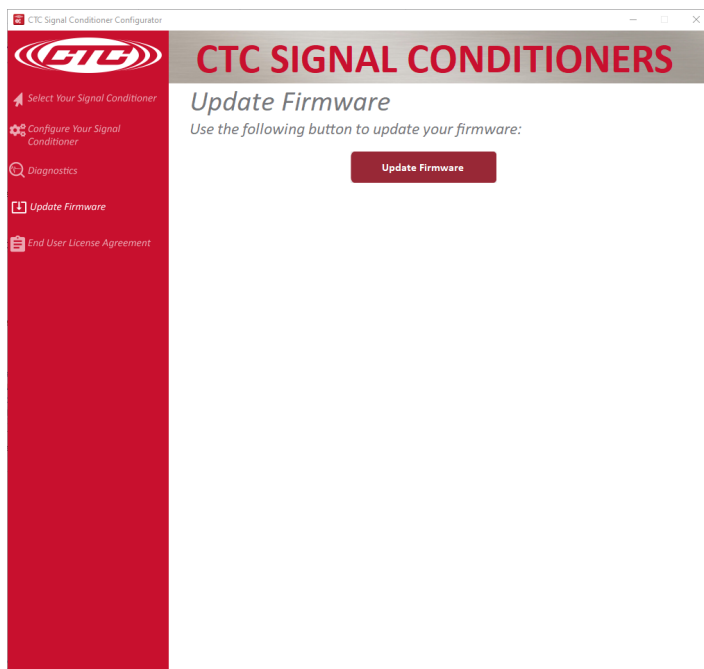 CTC Signal Conditioner Configurator
CTC
CTC SIGNAL CONDITIONERS
Select Your Signal Conditioner
Configure Your Signal
Conditioner
Diagnostics
Update Firmware
End User License Agreement
Update Firmware
Use the following button to update your firmware:
Update Firmware